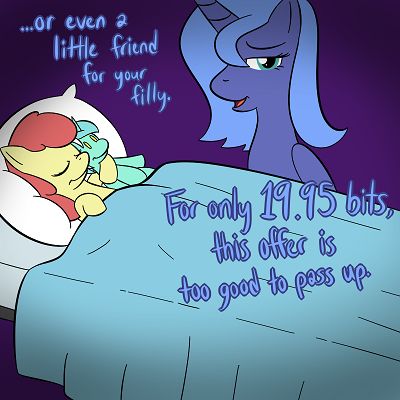 ...or even a
little friend
for your
filly.
For only 19.95 bits,
this offer is
too good to pass up.